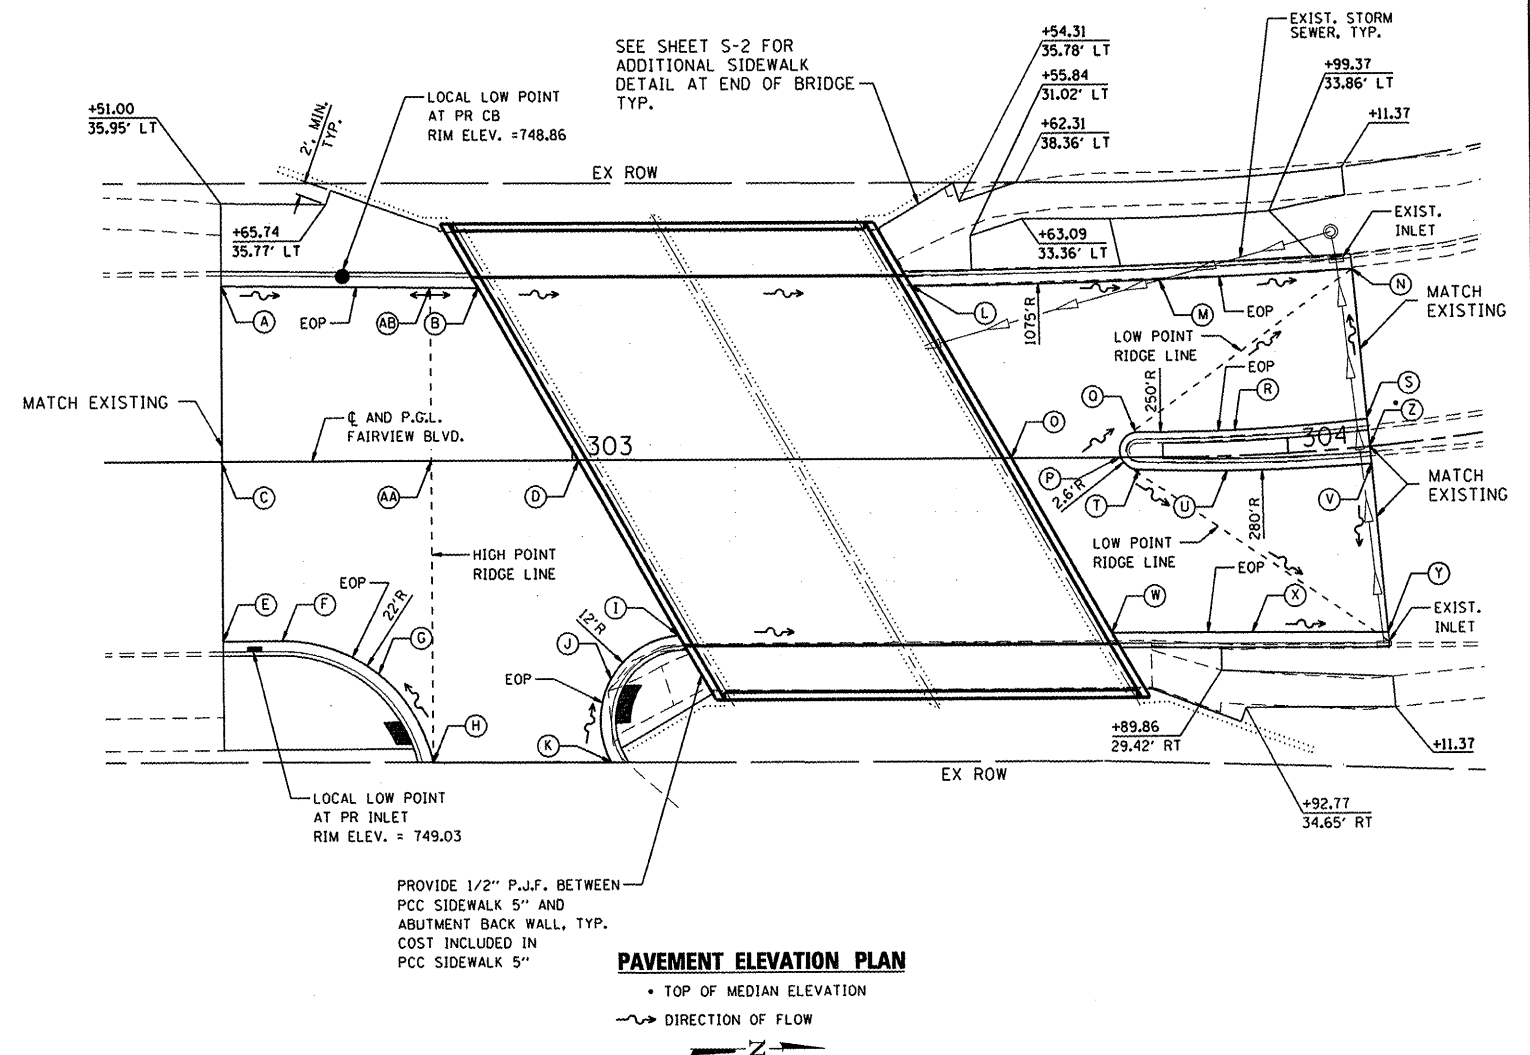 EXIST. STORM
SEWER, TYP.
+54.31
35.78' LT
SEE SHEET S-2 FOR
ADDITIONAL SIDEWALK
DETAIL AT END OF BRIDGE
TYP.
+55.84
31.02' LT
+99.37
33.86' LT
+51.00
35.95' LT
2'. MIN.
TYP.
LOCAL LOW POINT
AT PR CB
RIM ELEV. =748.86
+62.31
38.36' LT
+11.37
EX ROW
+65.74
35.77' LT
+63.09
33.36' LT
EXIST.
INLET
A
EOP
AB
B
L
1075'R
M
EOP
N
MATCH
EXISTING
LOW POINT
RIDGE LINE
EOP
MATCH EXISTING
℄ AND P.G.L.
FAIRVIEW BLVD.
Q
250'R
R
S
Z
303
O
304
C
AA
D
P
2.6'R
T
U
280'R
V
MATCH
EXISTING
HIGH POINT
RIDGE LINE
LOW POINT
RIDGE LINE
EOP
E
F
EOP
22'R
G
I
12'R
J
EOP
W
X
Y
EXIST.
INLET
H
K
+89.86
29.42' RT
+11.37
EX ROW
LOCAL LOW POINT
AT PR INLET
RIM ELEV. = 749.03
+92.77
34.65' RT
PROVIDE 1/2" P.J.F. BETWEEN
PCC SIDEWALK 5" AND
ABUTMENT BACK WALL, TYP.
COST INCLUDED IN
PCC SIDEWALK 5"
PAVEMENT ELEVATION PLAN
• TOP OF MEDIAN ELEVATION
DIRECTION OF FLOW
N